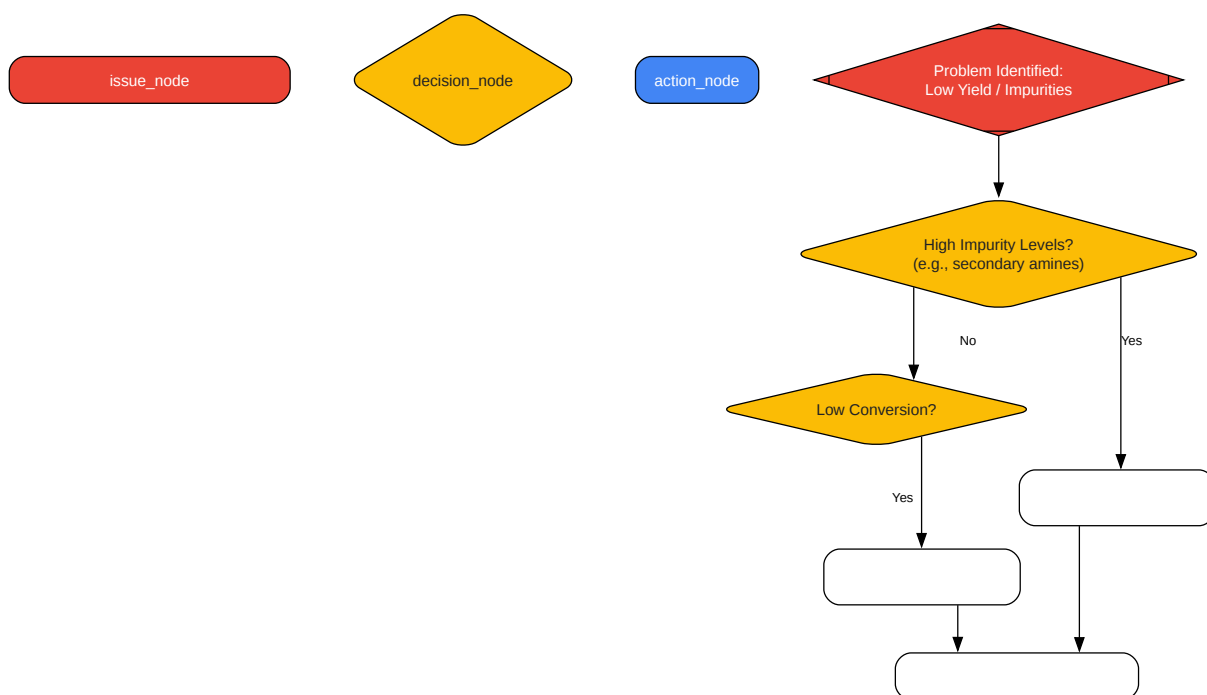 issue_node
decision_node
action_node
Problem Identified:
Low Yield / Impurities
High Impurity Levels?
(e.g., secondary amines)
No
Yes
Low Conversion?
Yes